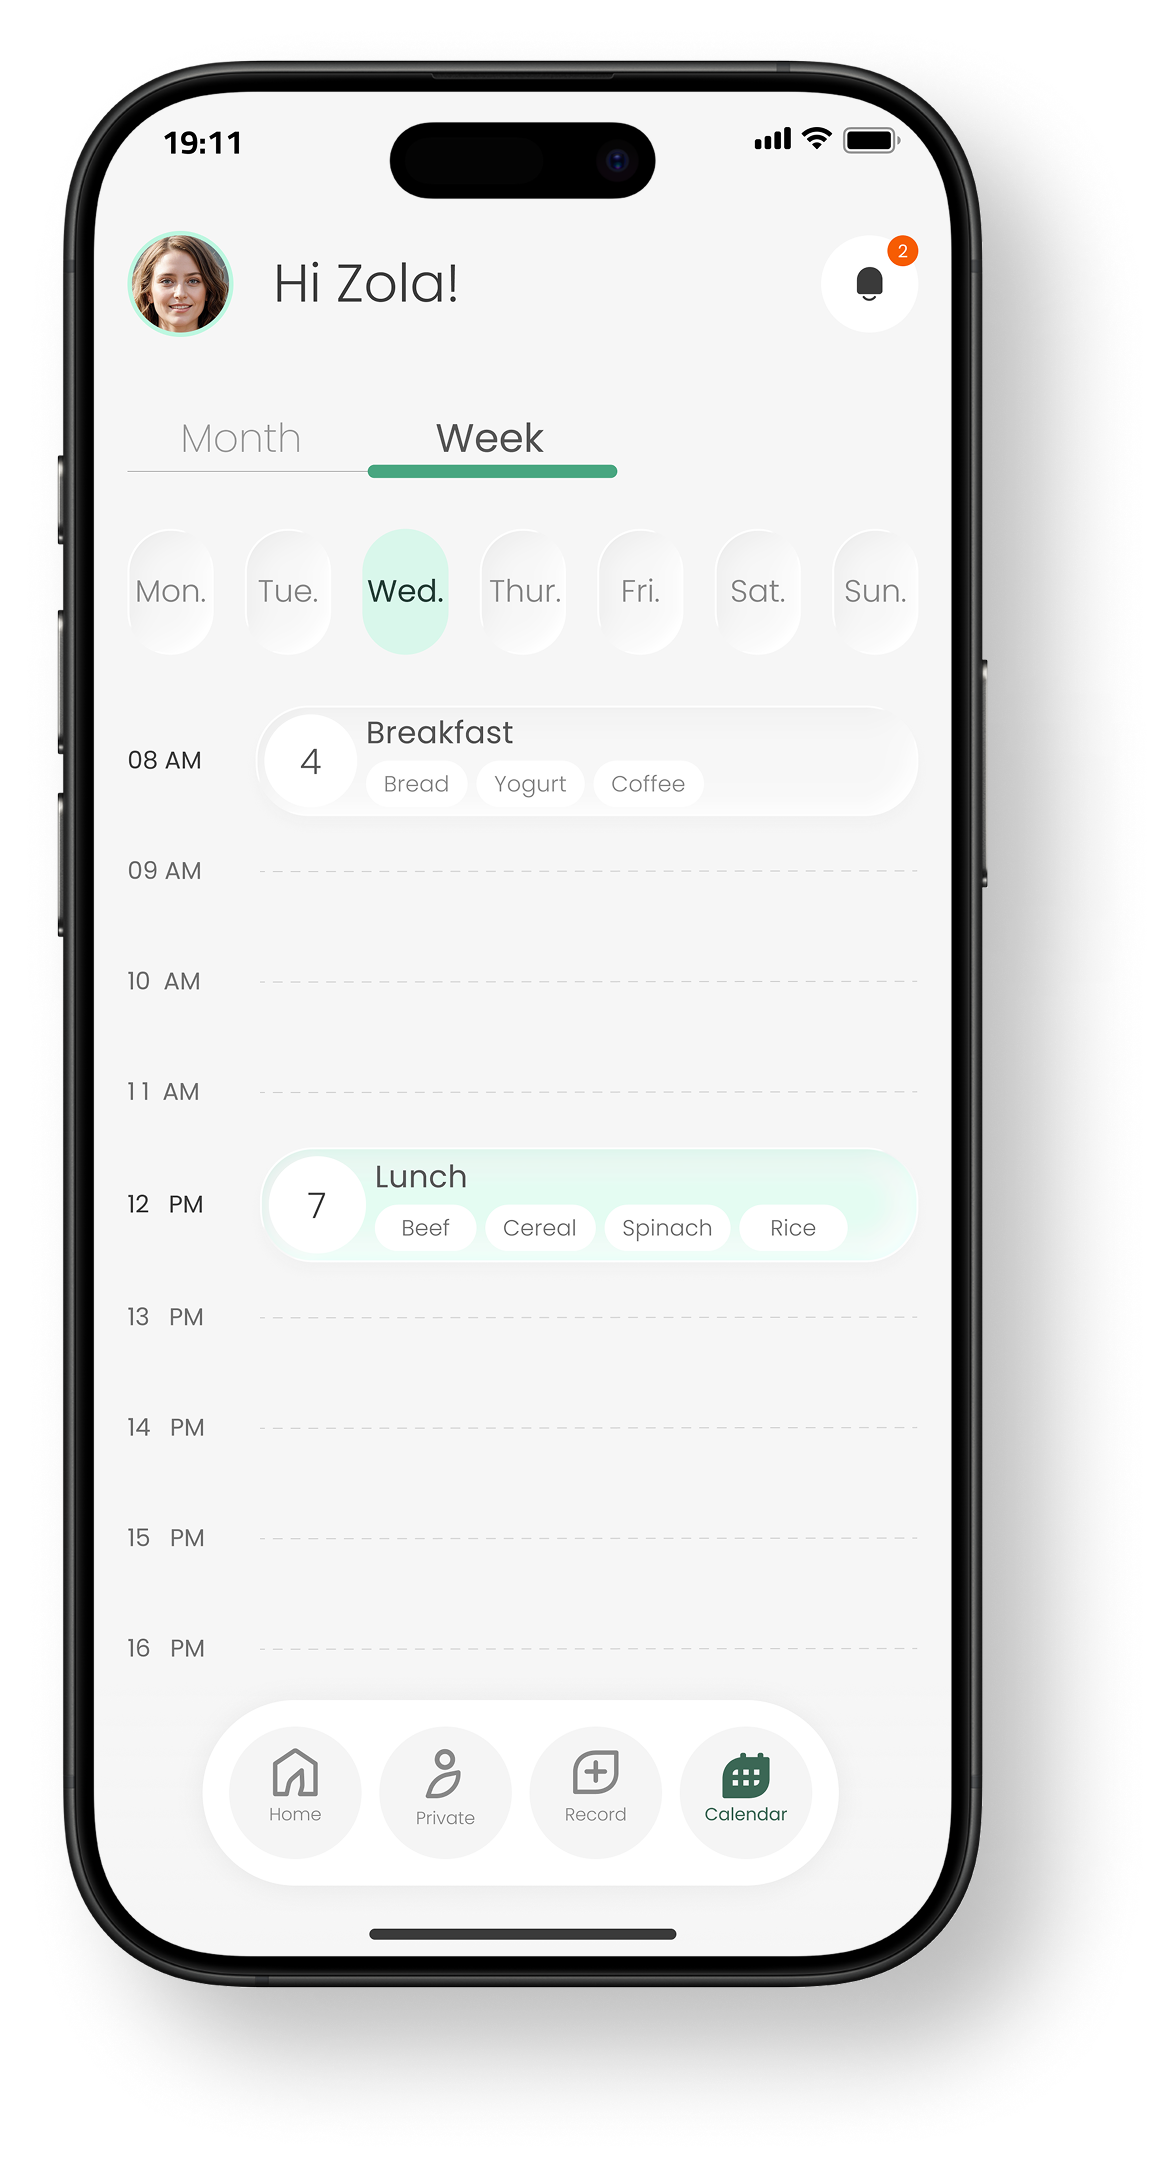 19:11
Hi Zola!
2
Month Week
Mon. Tue. Wed. Thur. Fri. Sat. Sun.
08 AM
4
Breakfast
Bread Yogurt Coffee
09 AM
10 AM
11 AM
12 PM
7
Lunch
Beef Cereal Spinach Rice
13 PM
14 PM
15 PM
16 PM
Home Private Record Calendar